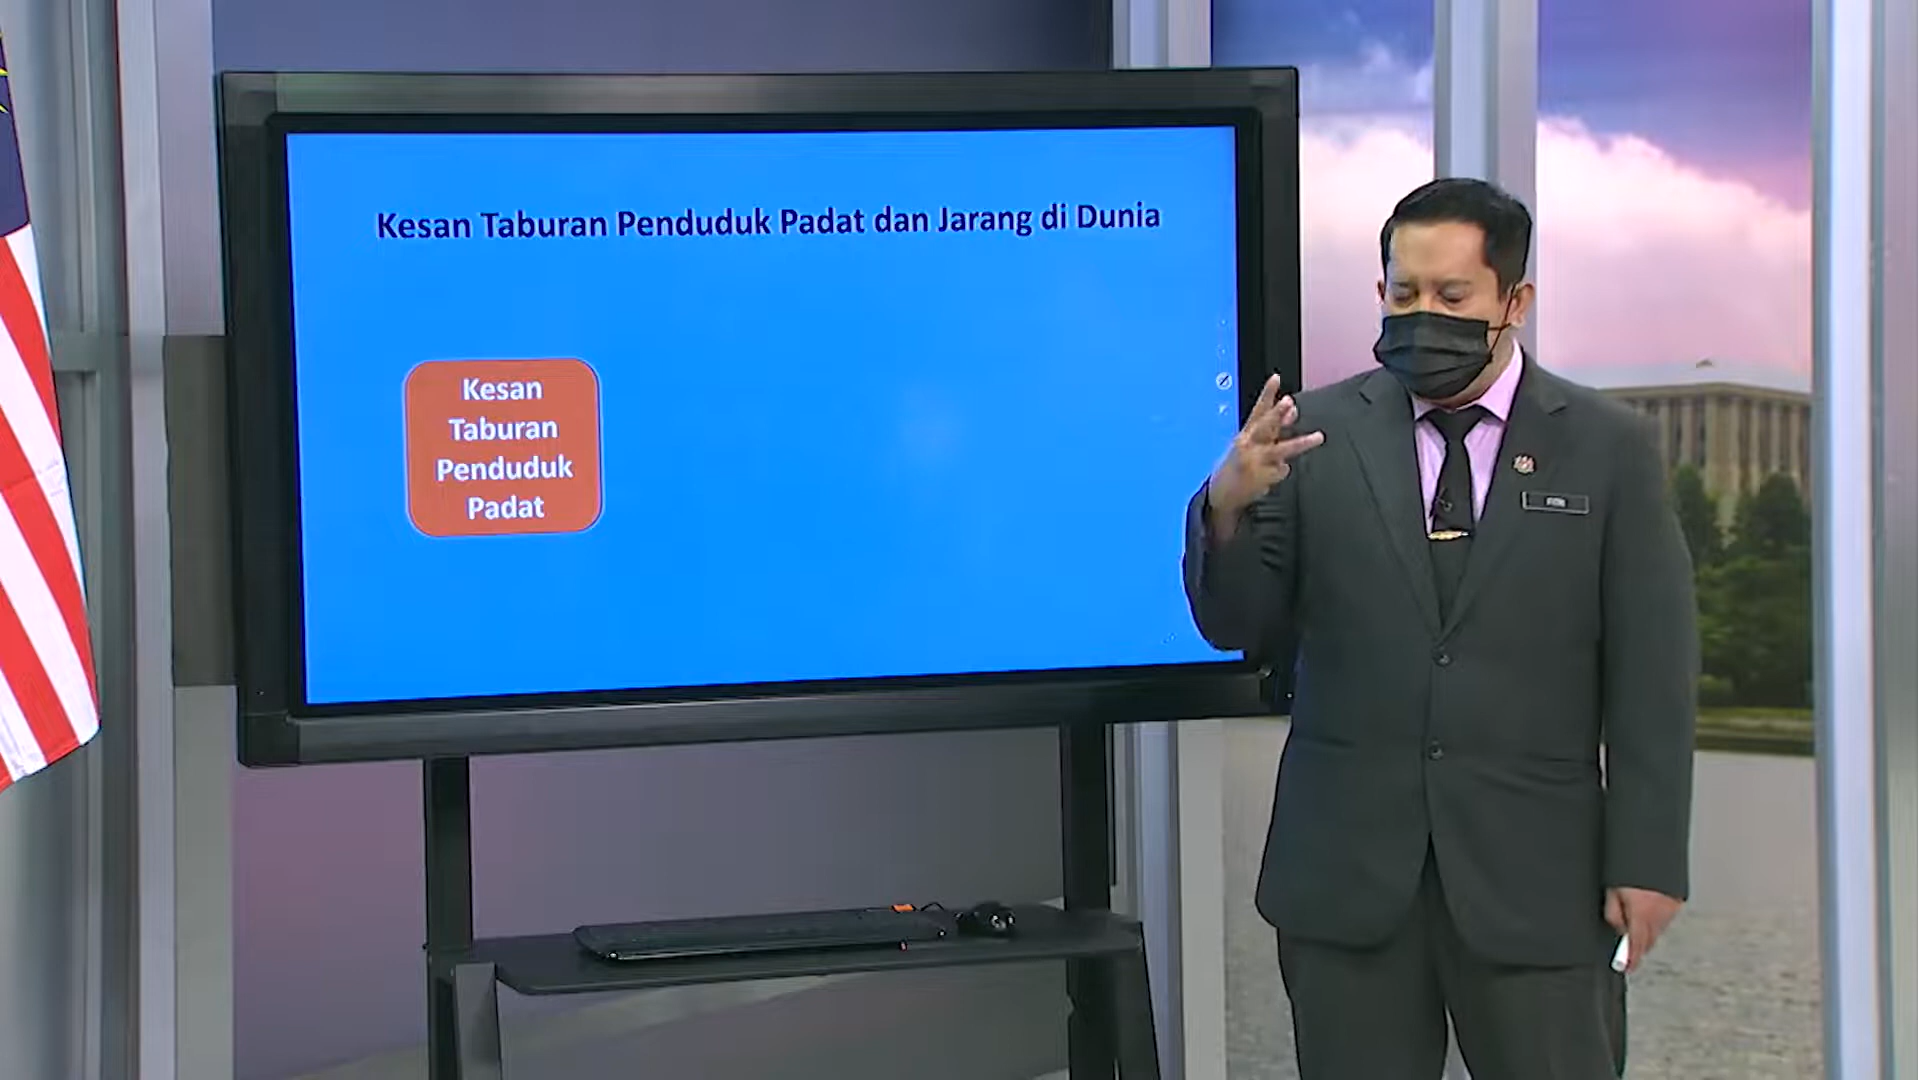 Kesan Taburan Penduduk Padat dan Jarang di Dunia
Kesan
Taburan
Penduduk
Padat